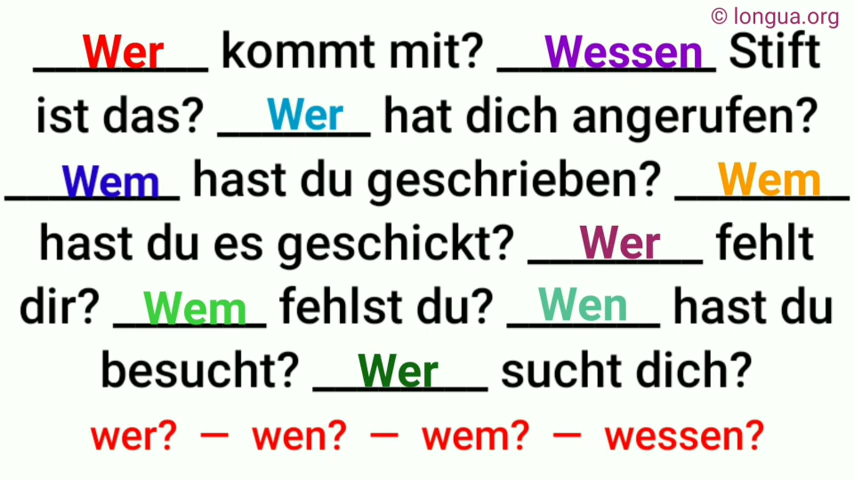 © longua.org
Wer kommt mit? Wessen Stift
ist das? Wer hat dich angerufen?
Wem hast du geschrieben? Wem
hast du es geschickt? Wer fehlt
dir? Wem fehlst du? Wen hast du
besucht? Wer sucht dich?
wer? – wen? – wem? – wessen?